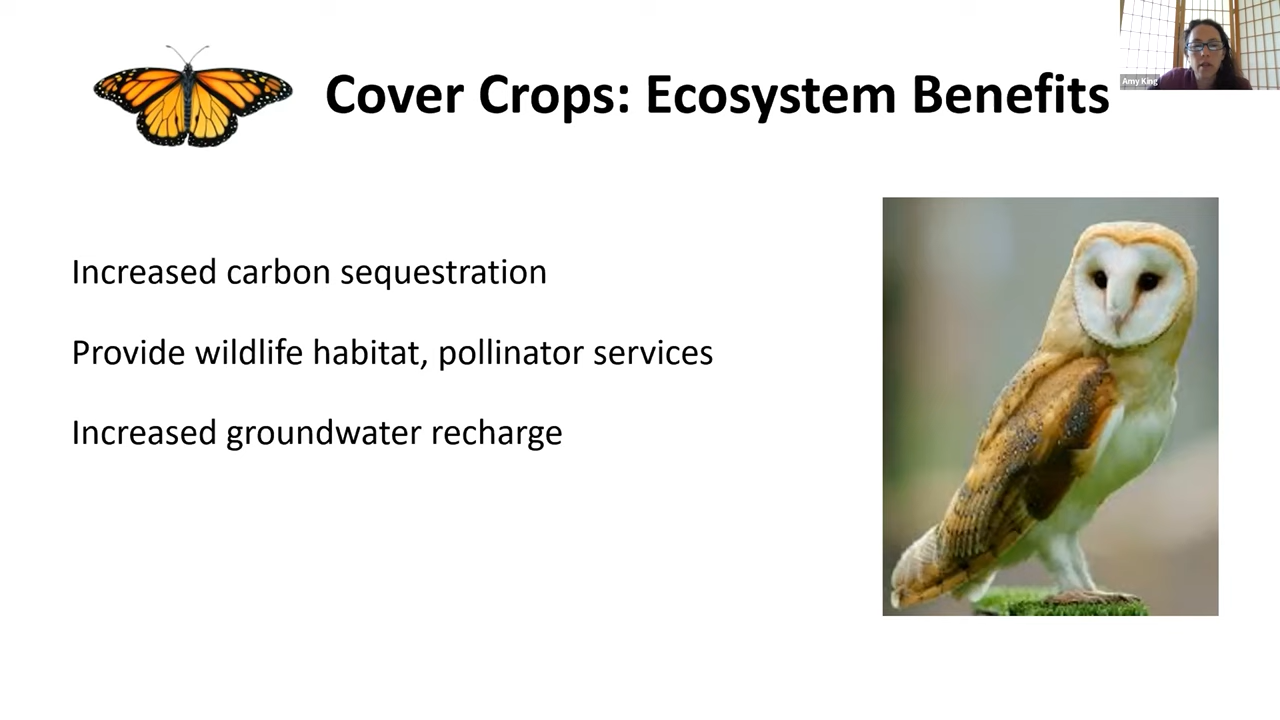 Cover Crops: Ecosystem Benefits
Amy King
Increased carbon sequestration
Provide wildlife habitat, pollinator services
Increased groundwater recharge